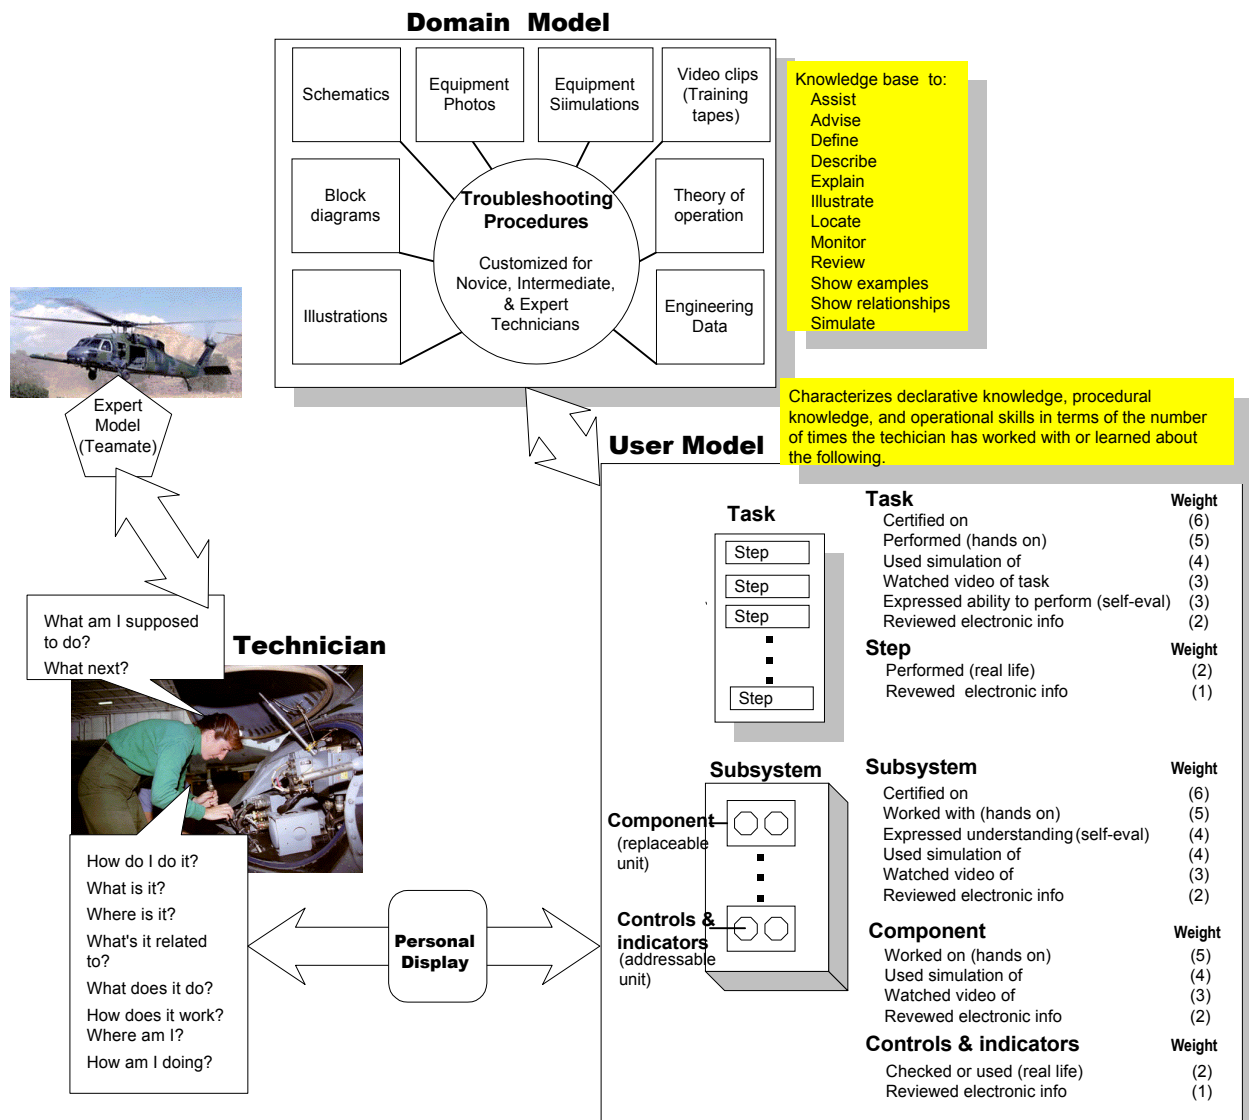 Domain Model
Schematics
Equipment
Photos
Equipment
Siimulations
Video clips
(Training
tapes)
Block
diagrams
Theory of
operation
Illustrations
Engineering
Data
Troubleshooting
Procedures
Customized for
Novice, Intermediate,
& Expert
Technicians
Knowledge base to:
Assist
Advise
Define
Describe
Explain
Illustrate
Locate
Monitor
Review
Show examples
Show relationships
Simulate
Expert
Model
(Teamate)
What am I supposed
to do?
What next?
Technician
How do I do it?
What is it?
Where is it?
What's it related
to?
What does it do?
How does it work?
Where am I?
How am I doing?
Personal
Display
User Model
Characterizes declarative knowledge, procedural
knowledge, and operational skills in terms of the number
of times the techician has worked with or learned about
the following.
Task
Step
Step
Step
Step
Subsystem
Component
(replaceable
unit)
Controls &
indicators
(addressable
unit)
Task Weight
Certified on (6)
Performed (hands on) (5)
Used simulation of (4)
Watched video of task (3)
Expressed ability to perform (self-eval) (3)
Reviewed electronic info (2)
Step Weight
Performed (real life) (2)
Revewed electronic info (1)
Subsystem Weight
Certified on (6)
Worked with (hands on) (5)
Expressed understanding (self-eval) (4)
Used simulation of (4)
Watched video of (3)
Reviewed electronic info (2)
Component Weight
Worked on (hands on) (5)
Used simulation of (4)
Watched video of (3)
Revewed electronic info (2)
Controls & indicators Weight
Checked or used (real life) (2)
Reviewed electronic info (1)